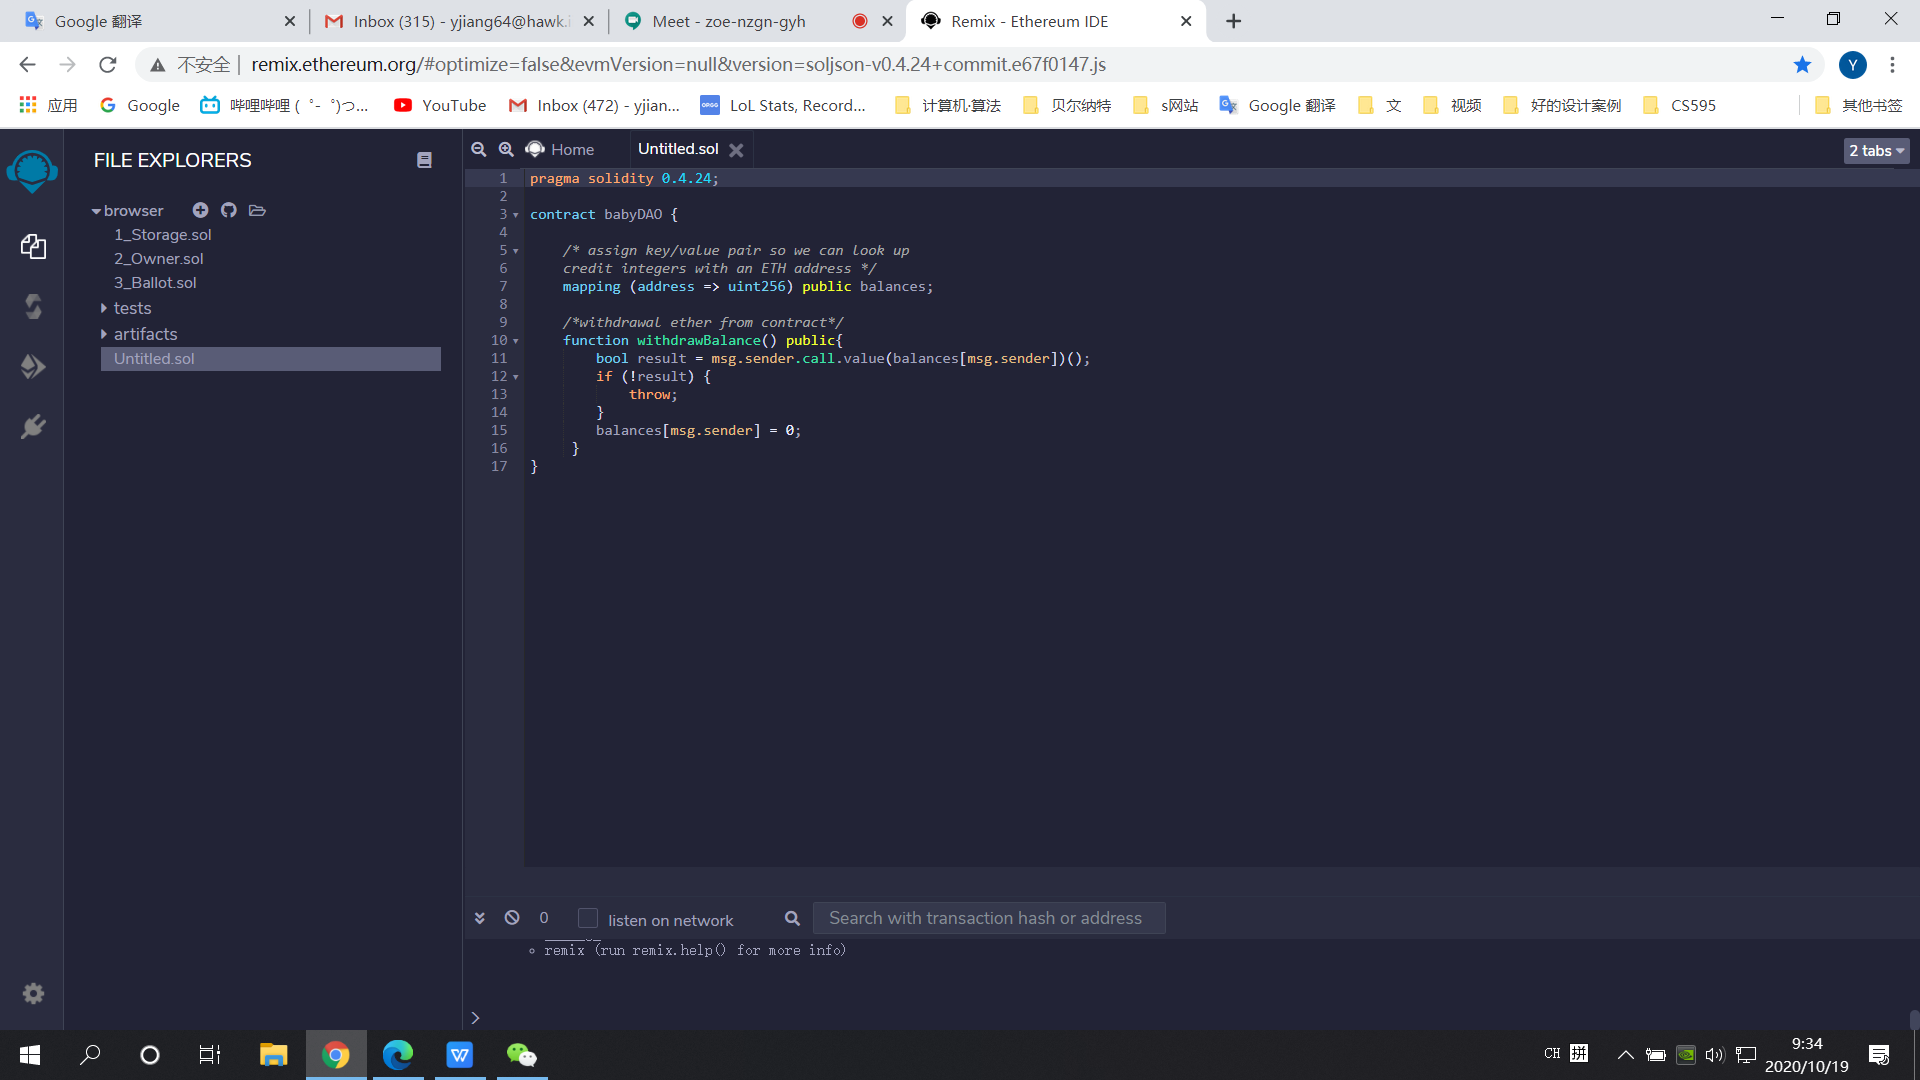 Google 翻译
Inbox (315) - yjiang64@hawk.i
Meet - zoe-nzgn-gyh
Remix - Ethereum IDE
不安全 | remix.ethereum.org/#optimize=false&evmVersion=null&version=soljson-v0.4.24+commit.e67f0147.js
Y
应用
Google
哔哩哔哩 ( ゜- ゜)つ...
YouTube
Inbox (472) - yjian...
LoL Stats, Record...
计算机·算法
贝尔纳特
s网站
Google 翻译
文
视频
好的设计案例
CS595
其他书签
FILE EXPLORERS
browser
1_Storage.sol
2_Owner.sol
3_Ballot.sol
tests
artifacts
Untitled.sol
Home
Untitled.sol
2 tabs
1 pragma solidity 0.4.24;
2
3 contract babyDAO {
4
5 /* assign key/value pair so we can look up
6 credit integers with an ETH address */
7 mapping (address => uint256) public balances;
8
9 /*withdrawal ether from contract*/
10 function withdrawBalance() public{
11 bool result = msg.sender.call.value(balances[msg.sender])();
12 if (!result) {
13 throw;
14 }
15 balances[msg.sender] = 0;
16 }
17 }
0
listen on network
Search with transaction hash or address
remix (run remix.help() for more info)
>
CH 拼
9:34
2020/10/19